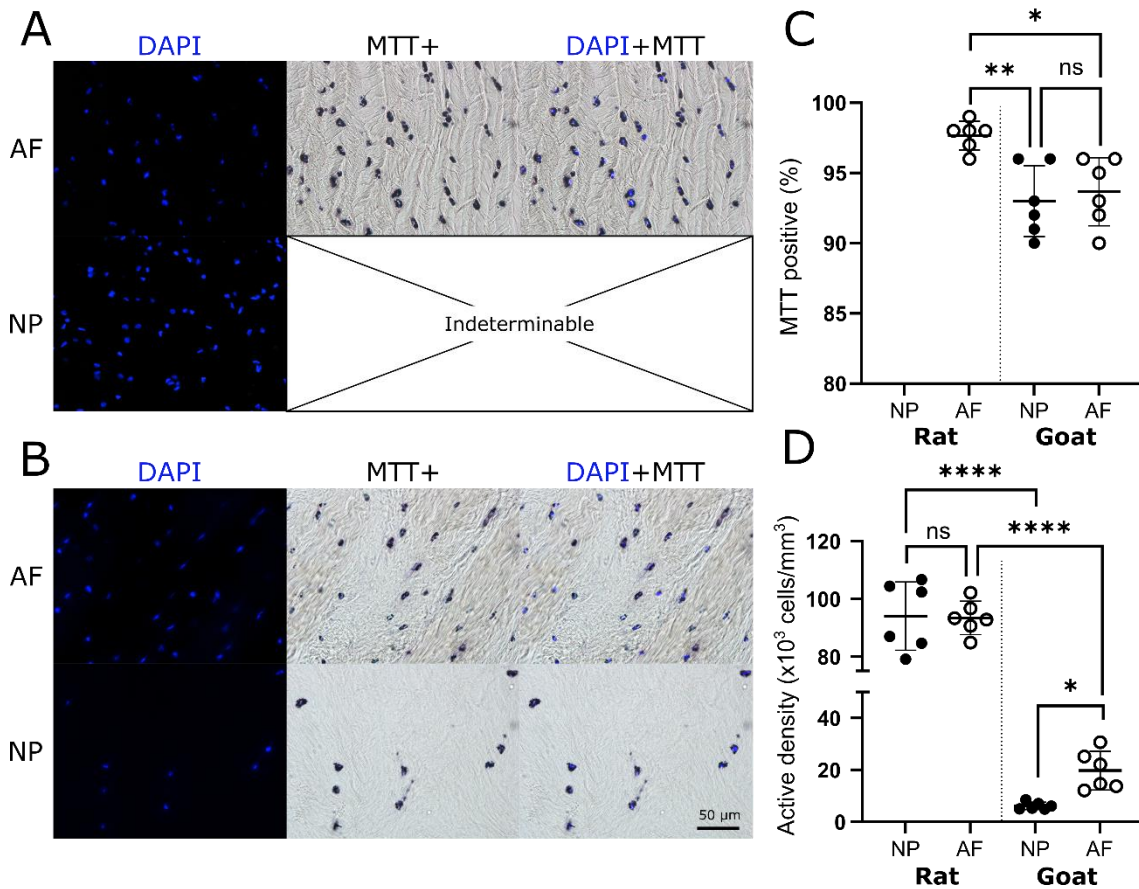 A
DAPI
MTT+
DAPI+MTT
AF
NP
Indeterminable
B
DAPI
MTT+
DAPI+MTT
AF
NP
50 µm
C
*
**
ns
MTT positive (%)
100
95
90
85
80
NP
AF
NP
AF
Rat
Goat
D
****
ns
****
*
Active density (x10³ cells/mm³)
120
100
80
40
20
0
NP
AF
NP
AF
Rat
Goat